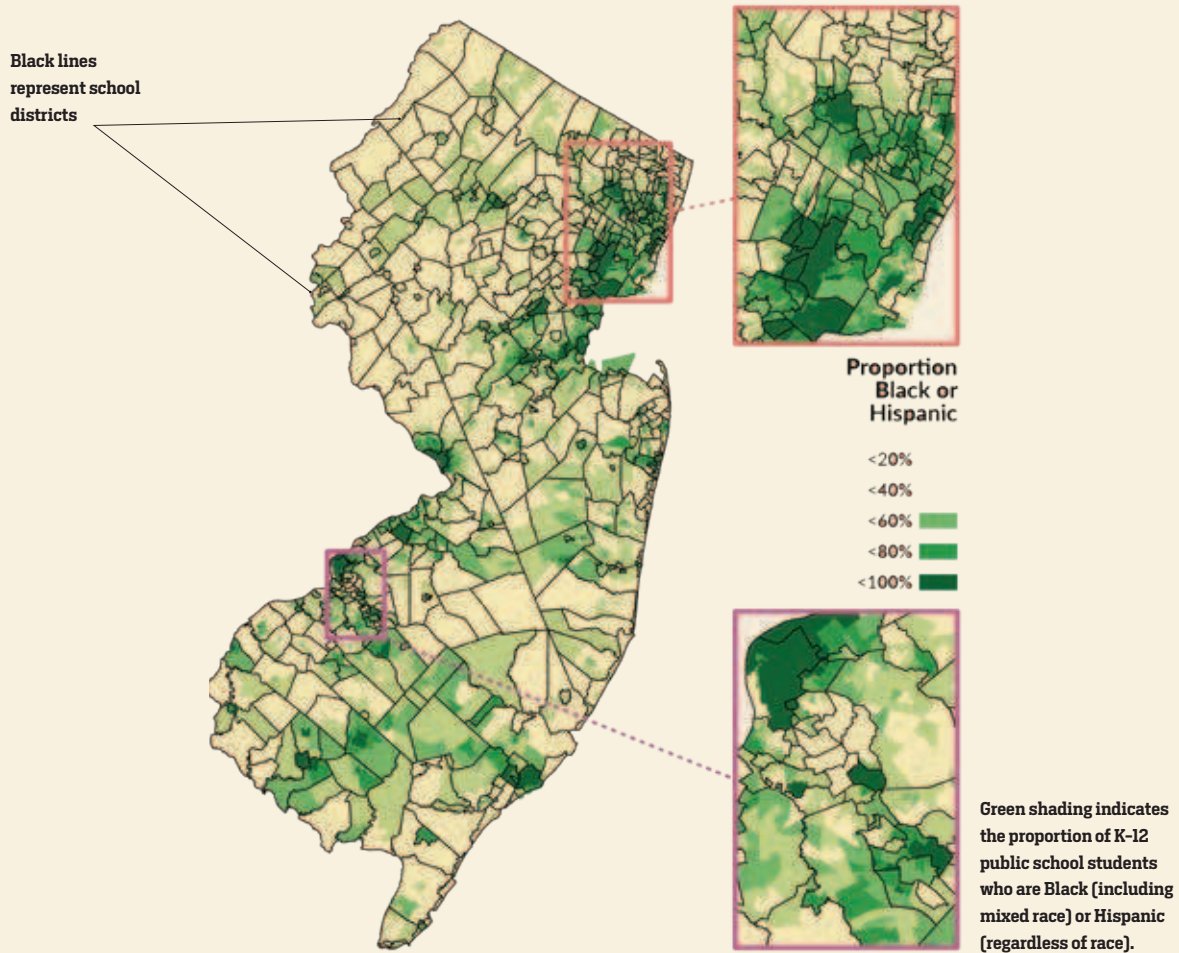 Black lines
represent school
districts
Proportion
Black or
Hispanic
<20%
<40%
<60%
<80%
<100%
Green shading indicates
the proportion of K–12
public school students
who are Black (including
mixed race) or Hispanic
(regardless of race).